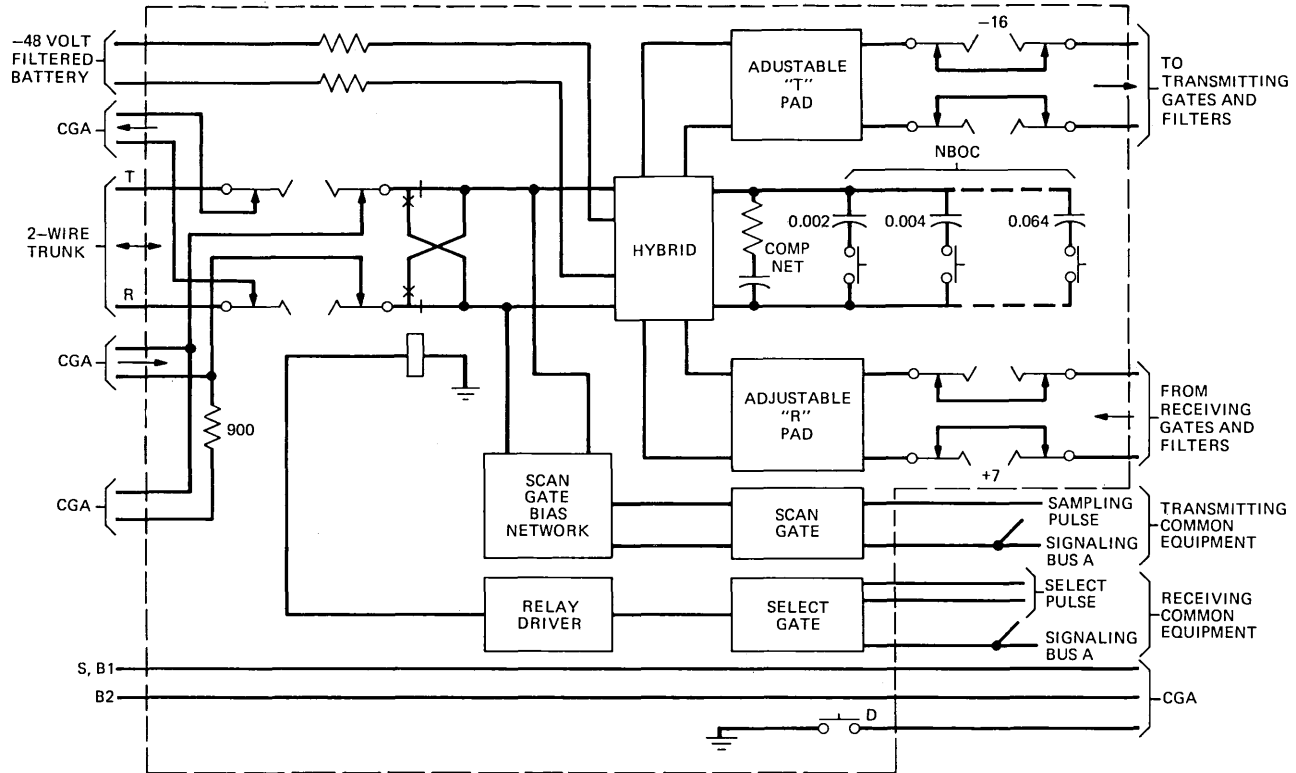 −48 VOLT
FILTERED
BATTERY
CGA
T
2−WIRE
TRUNK
R
CGA
900
CGA
ADUSTABLE
"T"
PAD
−16
TO
TRANSMITTING
GATES AND
FILTERS
NBOC
HYBRID
COMP
NET
0.002
0.004
0.064
ADJUSTABLE
"R"
PAD
+7
FROM
RECEIVING
GATES AND
FILTERS
SCAN
GATE
BIAS
NETWORK
SCAN
GATE
SAMPLING
PULSE
SIGNALING
BUS A
TRANSMITTING
COMMON
EQUIPMENT
RELAY
DRIVER
SELECT
GATE
SELECT
PULSE
SIGNALING
BUS A
RECEIVING
COMMON
EQUIPMENT
S, B1
B2
D
CGA